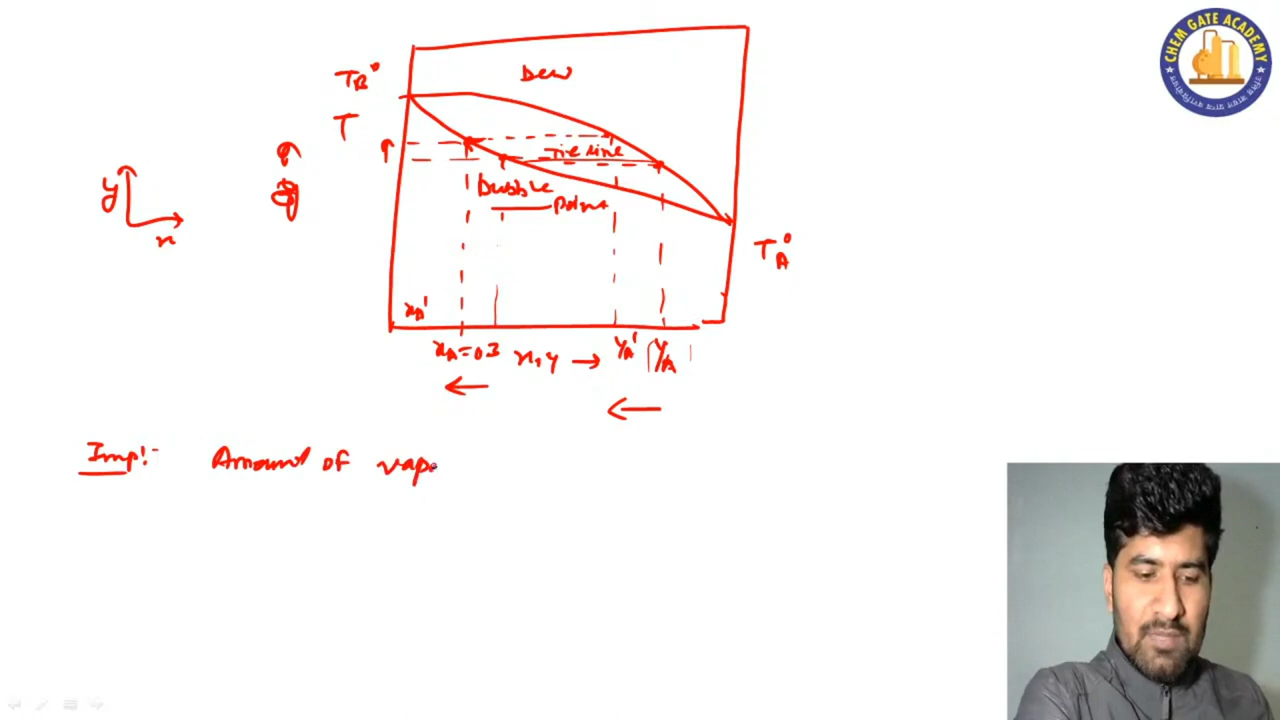 CHEM GATE ACADEMY
TB°
Dew
T
Tie line
y
Bubble
Point
x
TA°
xA'
xA = 0.3
x, y →
yA'
yA
Imp!:- Amount of vapo